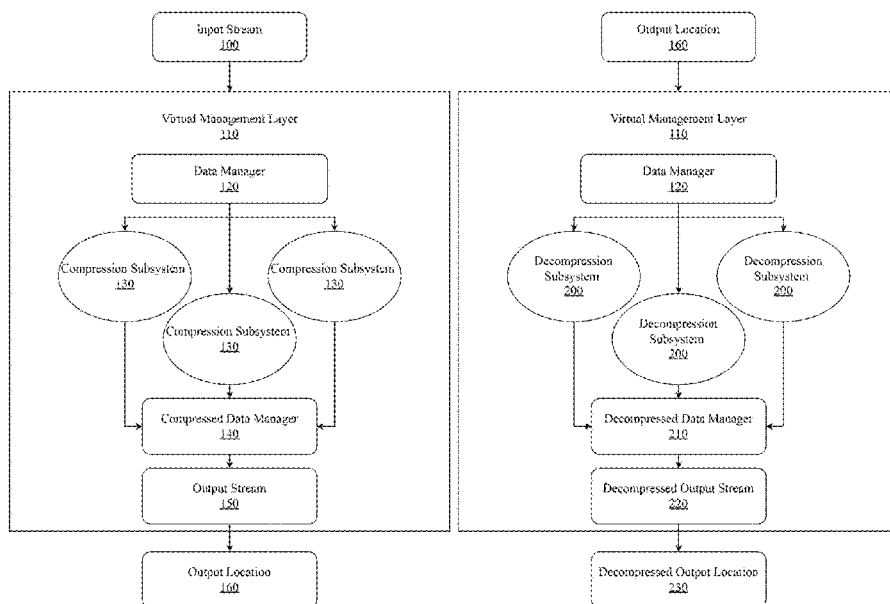 Input Stream
100
Virtual Management Layer
110
Data Manager
120
Compression Subsystem
130
Compression Subsystem
130
Compression Subsystem
130
Compressed Data Manager
140
Output Stream
150
Output Location
160
Output Location
160
Virtual Management Layer
110
Data Manager
120
Decompression
Subsystem
200
Decompression
Subsystem
200
Decompression
Subsystem
200
Decompressed Data Manager
210
Decompressed Output Stream
220
Decompressed Output Location
230